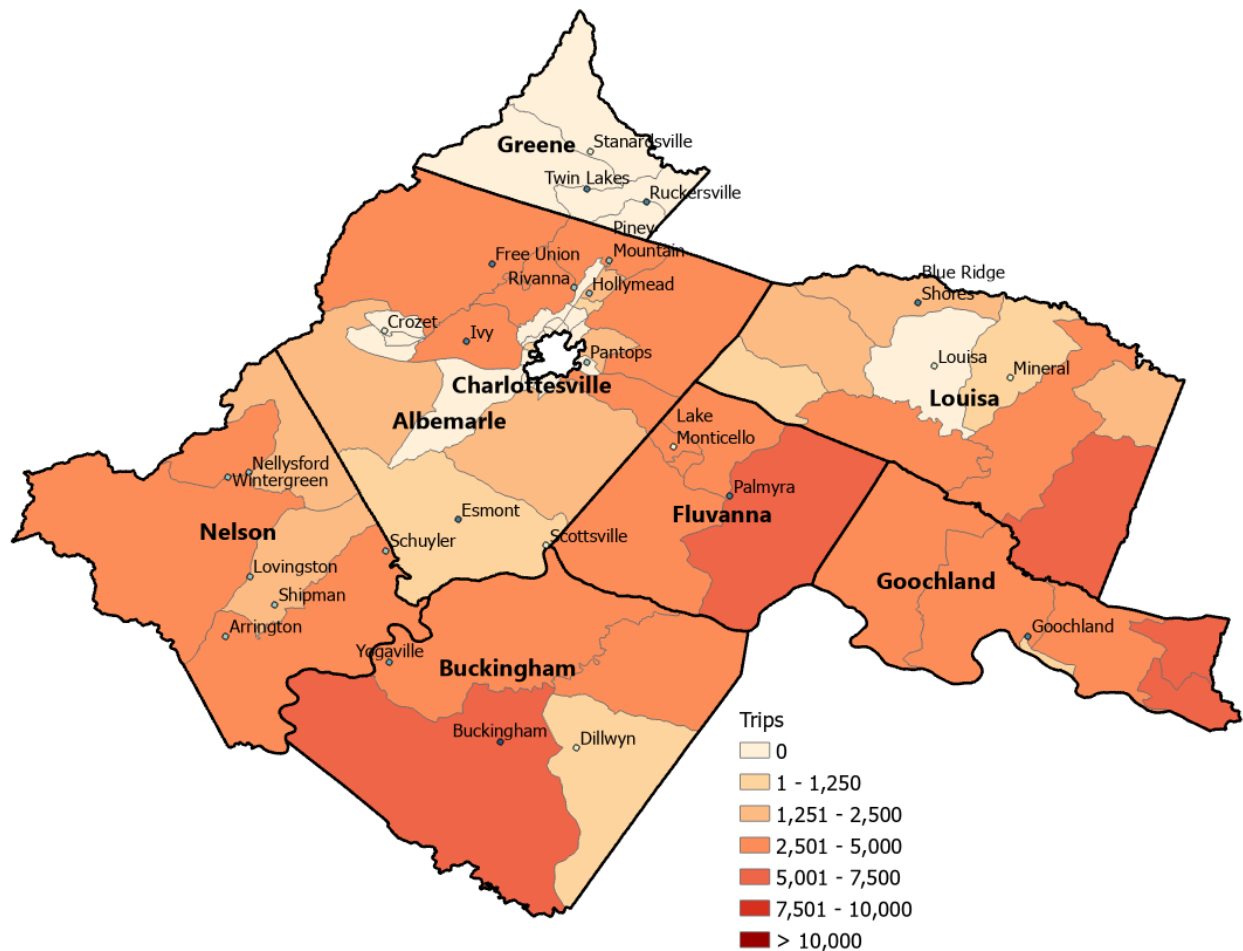 Stanardsville
Greene
Twin Lakes
Ruckersville
Piney
Mountain
Free Union
Rivanna
Hollymead
Blue Ridge
Shores
Crozet
Ivy
Pantops
Louisa
Mineral
Charlottesville
Louisa
Albemarle
Lake
Monticello
Nellysford
Wintergreen
Palmyra
Esmont
Fluvanna
Nelson
Scottsville
Schuyler
Lovingston
Goochland
Shipman
Arrington
Goochland
Yogaville
Buckingham
Buckingham
Dillwyn
Trips
0
1 - 1,250
1,251 - 2,500
2,501 - 5,000
5,001 - 7,500
7,501 - 10,000
> 10,000